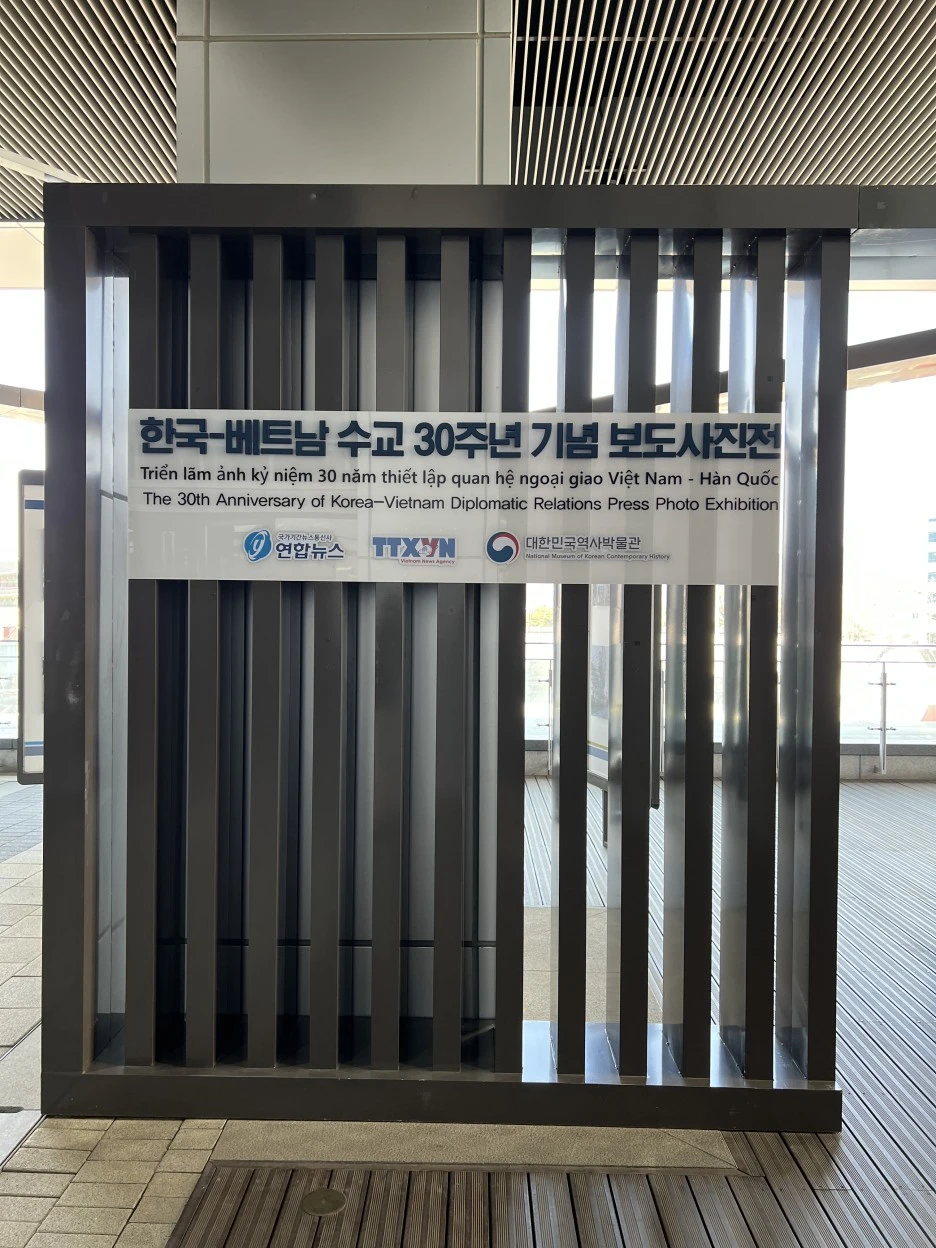 한국-베트남 수교 30주년 기념 보도사진전
Triển lãm ảnh kỷ niệm 30 năm thiết lập quan hệ ngoại giao Việt Nam - Hàn Quốc
The 30th Anniversary of Korea-Vietnam Diplomatic Relations Press Photo Exhibition
국가기간뉴스통신사
연합뉴스
TTXVN
Vietnam News Agency
대한민국역사박물관
National Museum of Korean Contemporary History